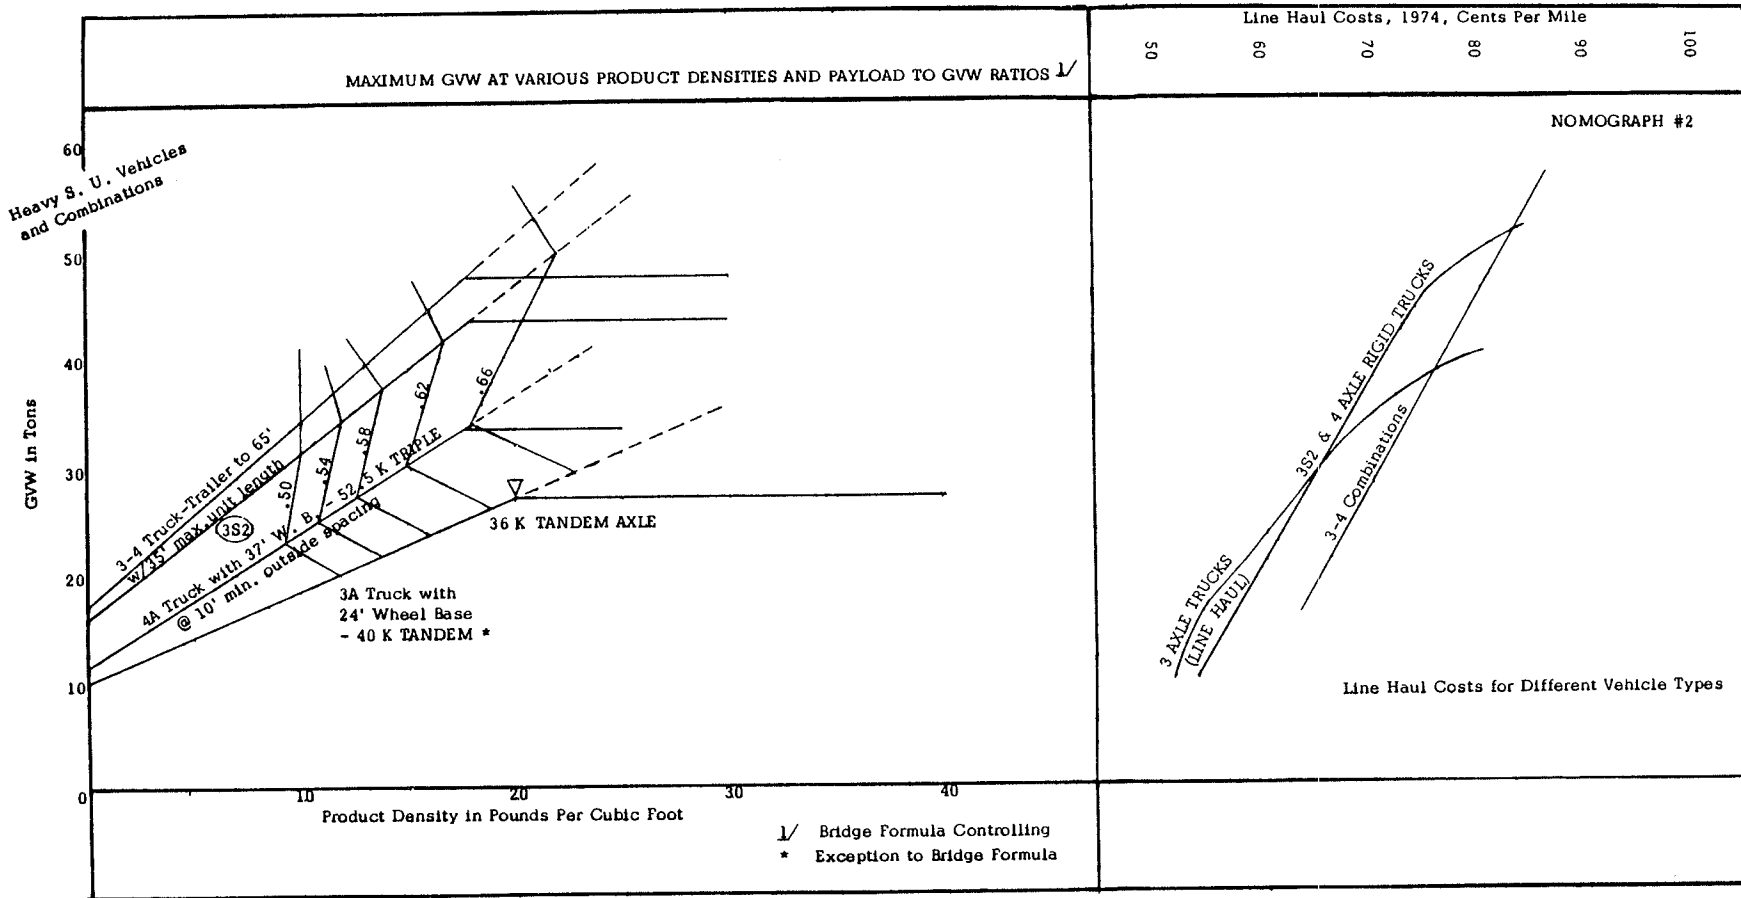 Line Haul Costs, 1974, Cents Per Mile
50 60 70 80 90 100
MAXIMUM GVW AT VARIOUS PRODUCT DENSITIES AND PAYLOAD TO GVW RATIOS 1/
NOMOGRAPH #2
Heavy S. U. Vehicles
and Combinations
GVW in Tons
60
50
40
30
20
10
0
3-4 Truck-Trailer to 65'
w/35' max. unit length
3S2
4A Truck with 37' W. B. - 52.5 K TRIPLE
@ 10' min. outside spacing
.50
.54
.58
.62
.66
36 K TANDEM AXLE
3A Truck with
24' Wheel Base
- 40 K TANDEM *
10 20 30 40
Product Density in Pounds Per Cubic Foot
1/ Bridge Formula Controlling
* Exception to Bridge Formula
3S2 & 4 AXLE RIGID TRUCKS
3-4 Combinations
3 AXLE TRUCKS
(LINE HAUL)
Line Haul Costs for Different Vehicle Types